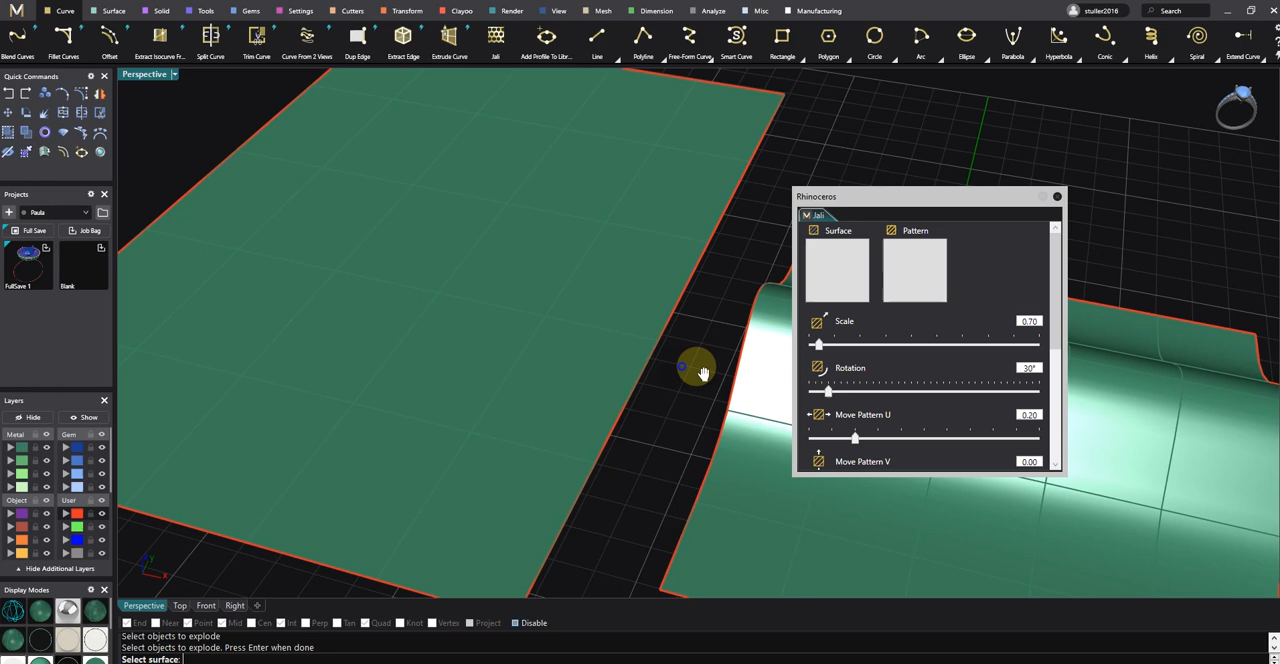 Curve Surface Solid Tools Gems Settings Cutters Transform Clayoo Render View Mesh Dimension Analyze Misc Manufacturing stuller2016 Search
Blend Curves Fillet Curves Offset Extract Isocurve From... Split Curve Trim Curve Curve From 2 Views Dup Edge Extract Edge Extrude Curve Jali Add Profile To Libr... Line Polyline Free-Form Curve Smart Curve Rectangle Polygon Circle Arc Ellipse Parabola Hyperbola Conic Helix Spiral Extend Curve
Quick Commands
Perspective
Projects
Paula
Full Save Job Bag
FullSave 1 Blank
Layers
Hide Show
Metal Gem
Object User
Hide Additional Layers
Display Modes
Rhinoceros
Jali
Surface Pattern
Scale 0.70
Rotation 30°
Move Pattern U 0.20
Move Pattern V 0.00
y
x
Perspective Top Front Right
End Near Point Mid Cen Int Perp Tan Quad Knot Vertex Project Disable
Select objects to explode
Select objects to explode. Press Enter when done
Select surface: